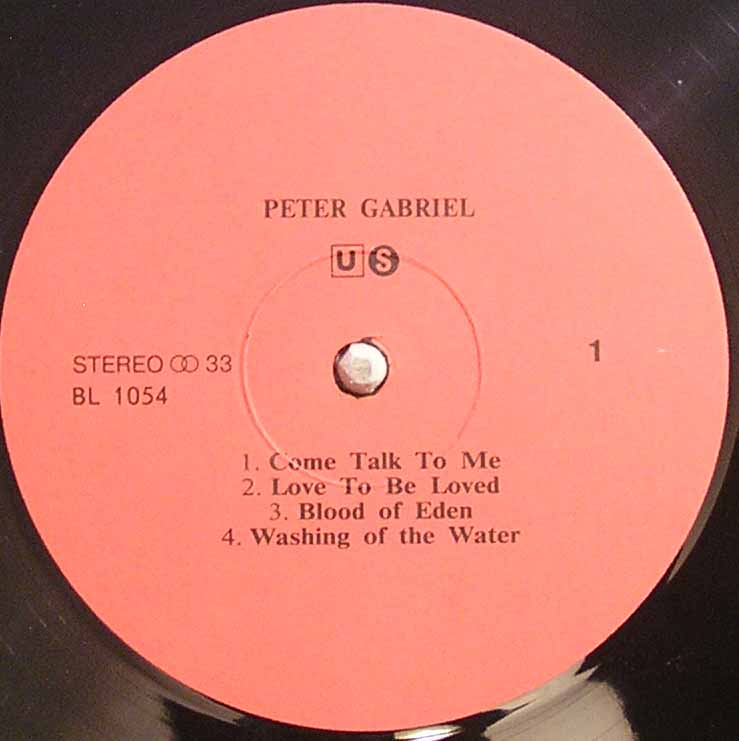 PETER GABRIEL
US
STEREO 33
BL 1054
1
1. Come Talk To Me
2. Love To Be Loved
3. Blood of Eden
4. Washing of the Water